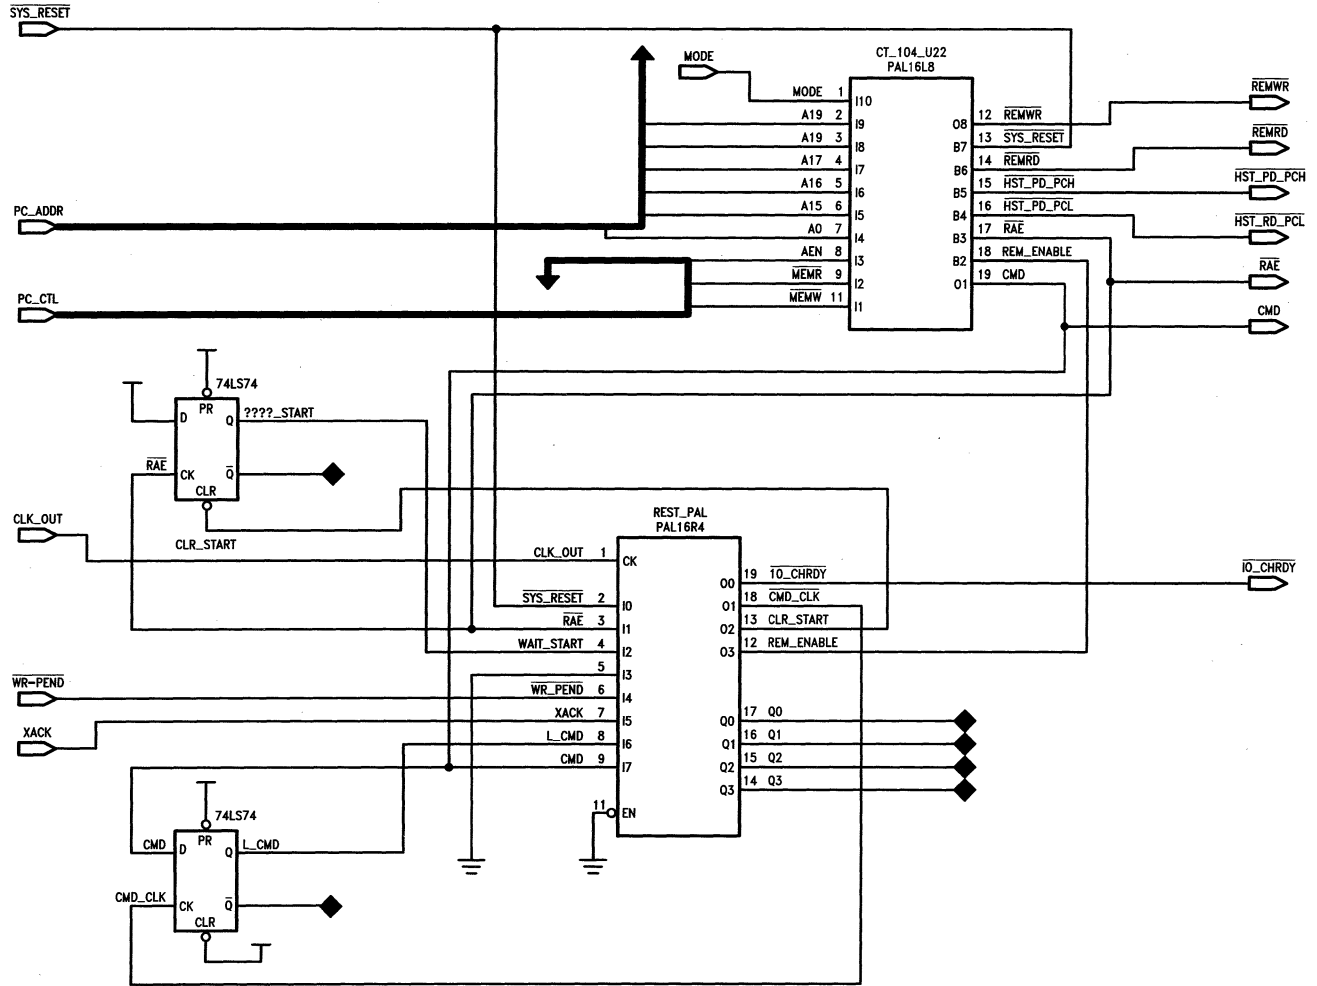 SYS_RESET
MODE
CT_104_U22
PAL16L8
MODE 1 I10
A19 2 I9
A19 3 I8
A17 4 I7
A16 5 I6
A15 6 I5
A0 7 I4
AEN 8 I3
MEMR 9 I2
MEMW 11 I1
O8 12 REMWR
B7 13 SYS_RESET
B6 14 REMRD
B5 15 HST_PD_PCH
B4 16 HST_PD_PCL
B3 17 RAE
B2 18 REM_ENABLE
O1 19 CMD
REMWR
REMRD
HST_PD_PCH
HST_RD_PCL
RAE
CMD
PC_ADDR
PC_CTL
74LS74
PR
D Q ????_START
RAE CK Q
CLR
CLR_START
CLK_OUT
REST_PAL
PAL16R4
CLK_OUT 1 CK
SYS_RESET 2 I0
RAE 3 I1
WAIT_START 4 I2
5 I3
WR_PEND 6 I4
XACK 7 I5
L_CMD 8 I6
CMD 9 I7
11 EN
O0 19 IO_CHRDY
O1 18 CMD_CLK
O2 13 CLR_START
O3 12 REM_ENABLE
Q0 17 Q0
Q1 16 Q1
Q2 15 Q2
Q3 14 Q3
IO_CHRDY
WR-PEND
XACK
74LS74
PR
CMD D Q L_CMD
CMD_CLK CK Q
CLR